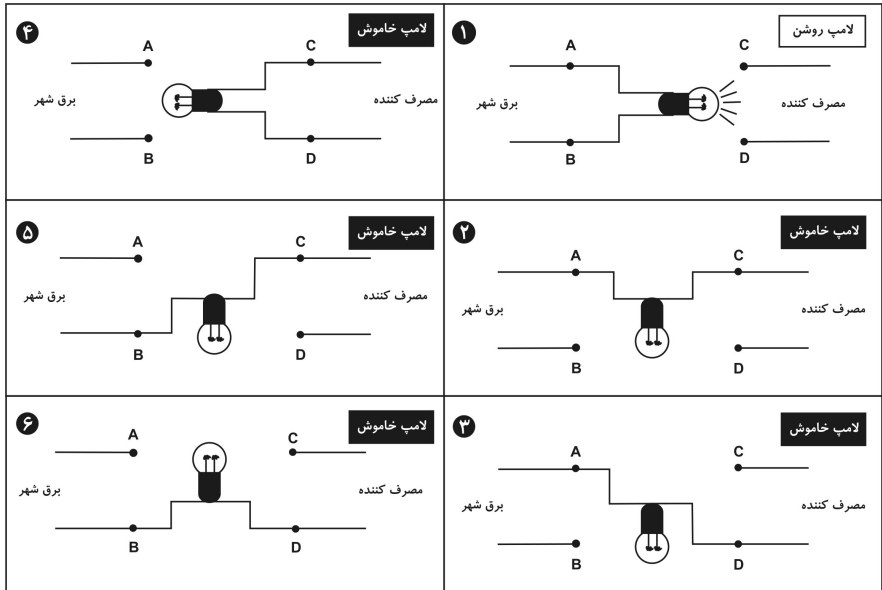 ۱
لامپ روشن
A
C
برق شهر
مصرف کننده
B
D
۲
لامپ خاموش
A
C
برق شهر
مصرف کننده
B
D
۳
لامپ خاموش
A
C
برق شهر
مصرف کننده
B
D
۴
لامپ خاموش
A
C
برق شهر
مصرف کننده
B
D
۵
لامپ خاموش
A
C
برق شهر
مصرف کننده
B
D
۶
لامپ خاموش
A
C
برق شهر
مصرف کننده
B
D